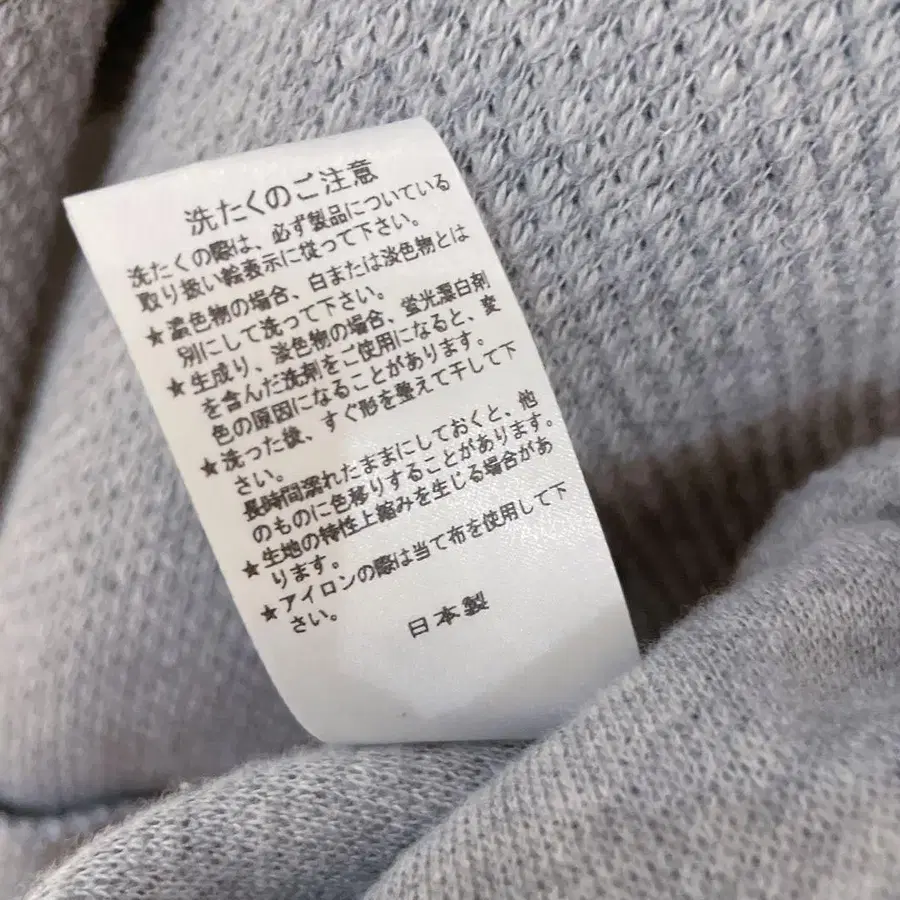 洗たくのご注意
洗たくの際は、必ず製品についている
取り扱い絵表示に従って下さい。
★濃色物の場合、白または淡色物とは
別にして洗って下さい。
★生成り、淡色物の場合、蛍光漂白剤
を含んだ洗剤をご使用になると、変
色の原因になることがあります。
★洗った後、すぐ形を整えて干して下
さい。
長時間濡れたままにしておくと、他
のものに色移りすることがあります。
★生地の特性上縮みを生じる場合があ
ります。
★アイロンの際は当て布を使用して下
さい。
日本製